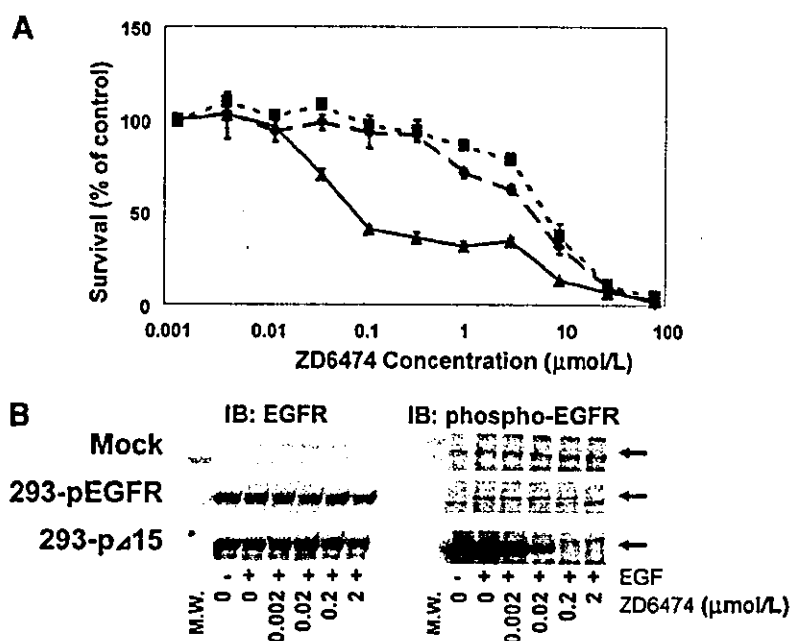 A
150
100
50
0
Survival (% of control)
0.001 0.01 0.1 1 10 100
ZD6474 Concentration (μmol/L)
B
IB: EGFR IB: phospho-EGFR
Mock
293-pEGFR
293-p⊿15
- + + + + + - + + + + + EGF
M.W. 0 0 0.002 0.02 0.2 2 M.W. 0 0 0.002 0.02 0.2 2 ZD6474 (μmol/L)